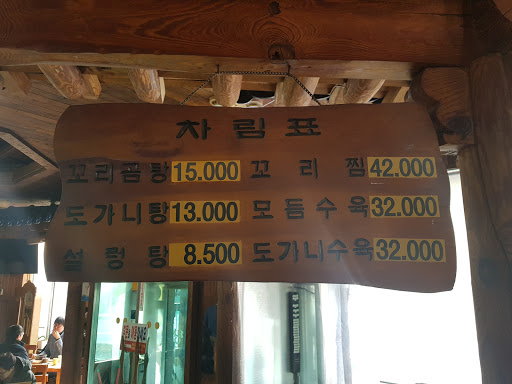 차림표
꼬리곰탕 15.000 꼬리찜 42.000
도가니탕 13.000 모듬수육 32.000
설렁탕 8.500 도가니수육 32.000